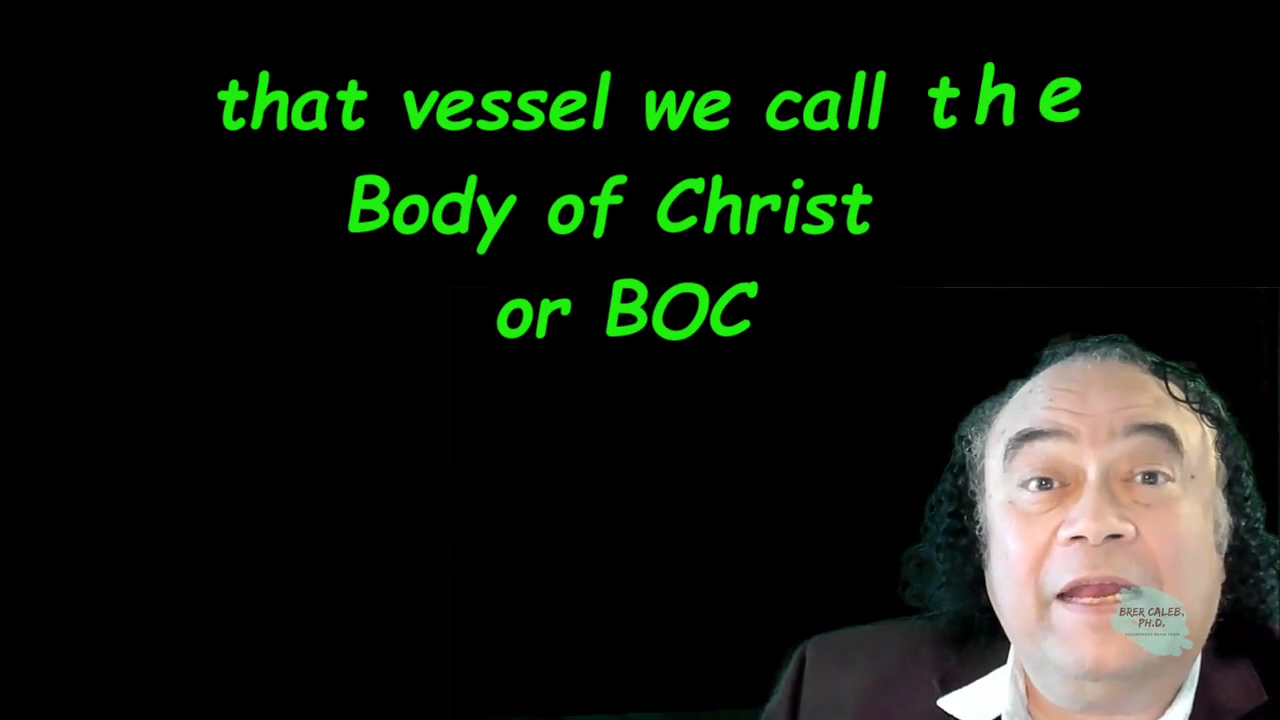 that vessel we call the
Body of Christ
or BOC
BRER CALEB,
PH.D.